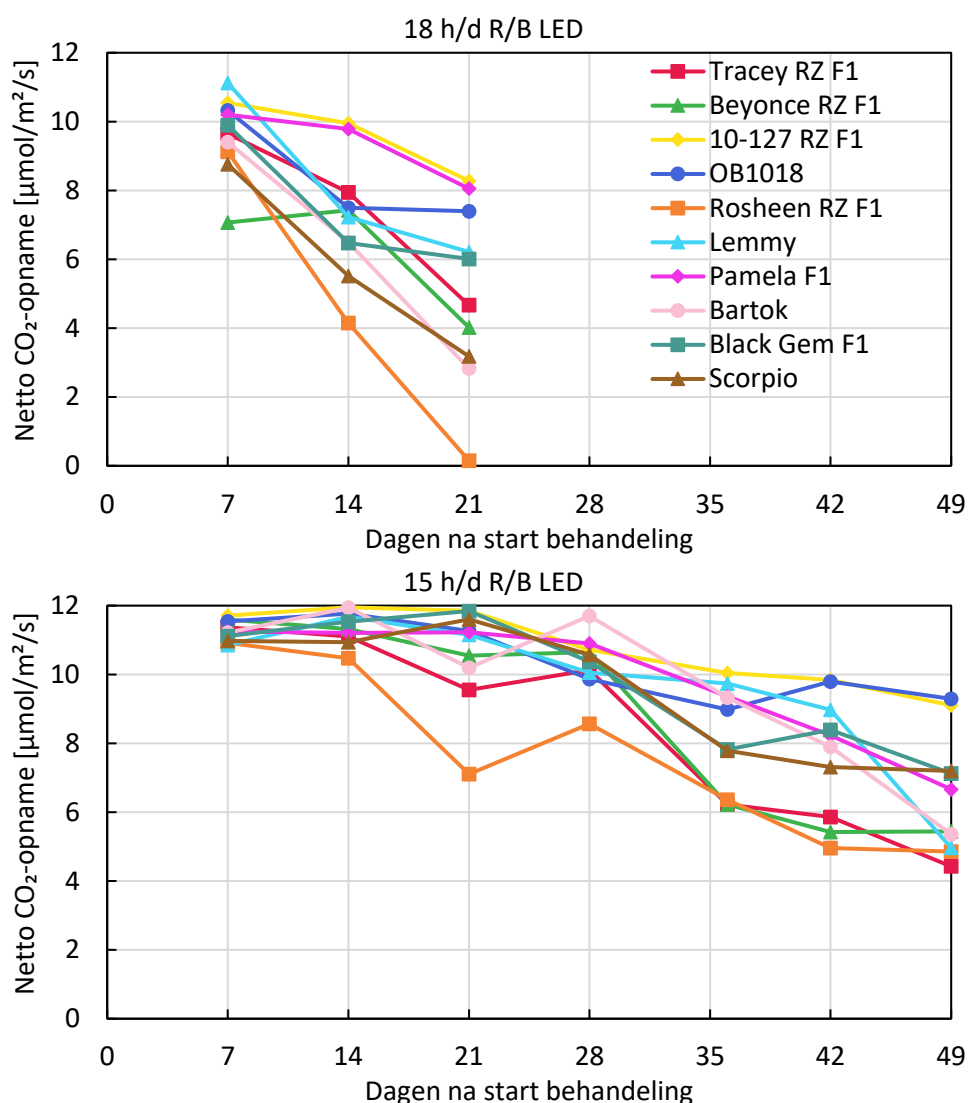 18 h/d R/B LED
Netto CO₂-opname [µmol/m²/s]
12
10
8
6
4
2
0
Tracey RZ F1
Beyonce RZ F1
10-127 RZ F1
OB1018
Rosheen RZ F1
Lemmy
Pamela F1
Bartok
Black Gem F1
Scorpio
0 7 14 21 28 35 42 49
Dagen na start behandeling
15 h/d R/B LED
Netto CO₂-opname [µmol/m²/s]
12
10
8
6
4
2
0
0 7 14 21 28 35 42 49
Dagen na start behandeling